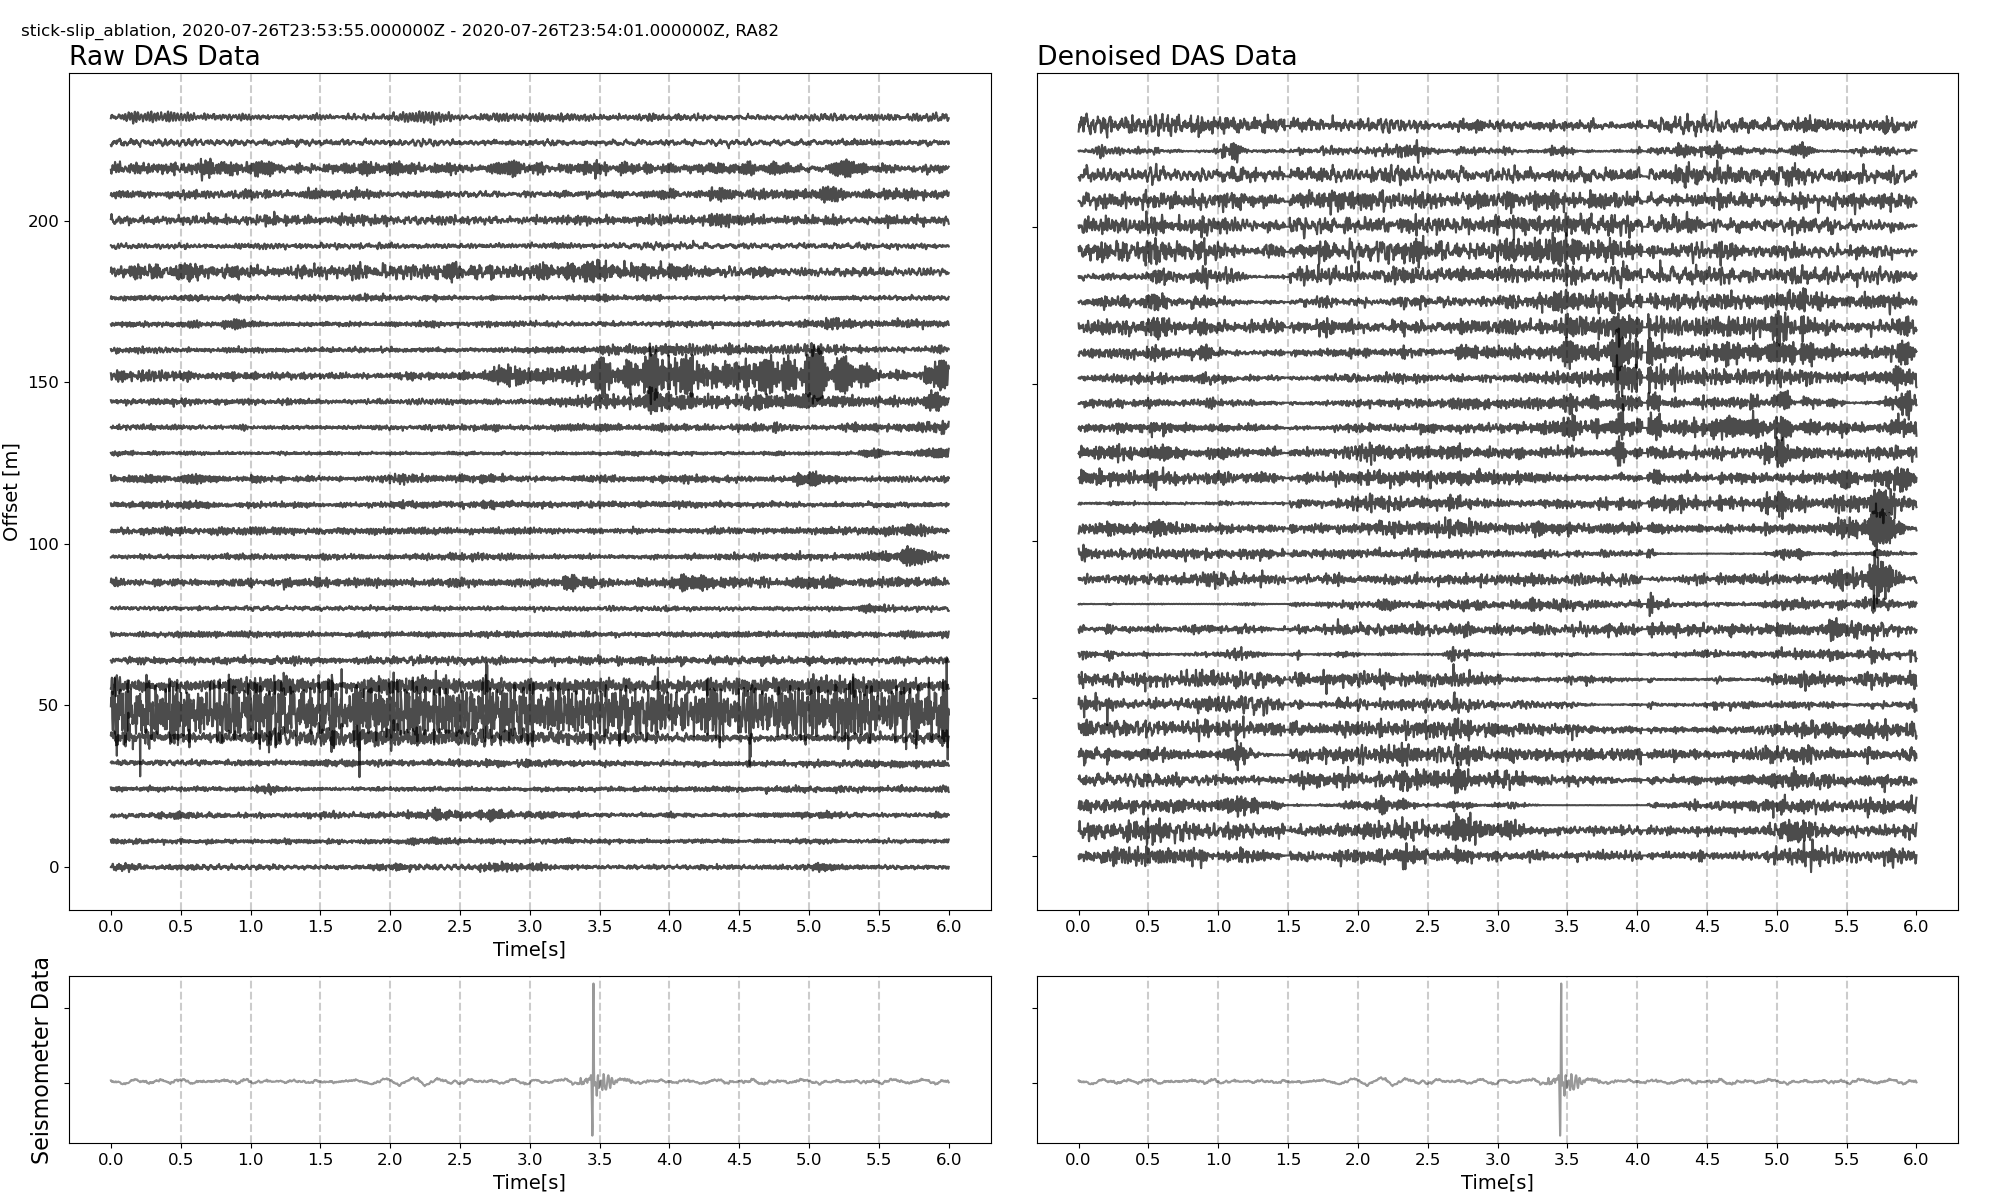 stick-slip_ablation, 2020-07-26T23:53:55.000000Z - 2020-07-26T23:54:01.000000Z, RA82
Raw DAS Data
Denoised DAS Data
Offset [m]
200
150
100
50
0
0.0 0.5 1.0 1.5 2.0 2.5 3.0 3.5 4.0 4.5 5.0 5.5 6.0
Time[s]
0.0 0.5 1.0 1.5 2.0 2.5 3.0 3.5 4.0 4.5 5.0 5.5 6.0
Seismometer Data
0.0 0.5 1.0 1.5 2.0 2.5 3.0 3.5 4.0 4.5 5.0 5.5 6.0
Time[s]
0.0 0.5 1.0 1.5 2.0 2.5 3.0 3.5 4.0 4.5 5.0 5.5 6.0
Time[s]